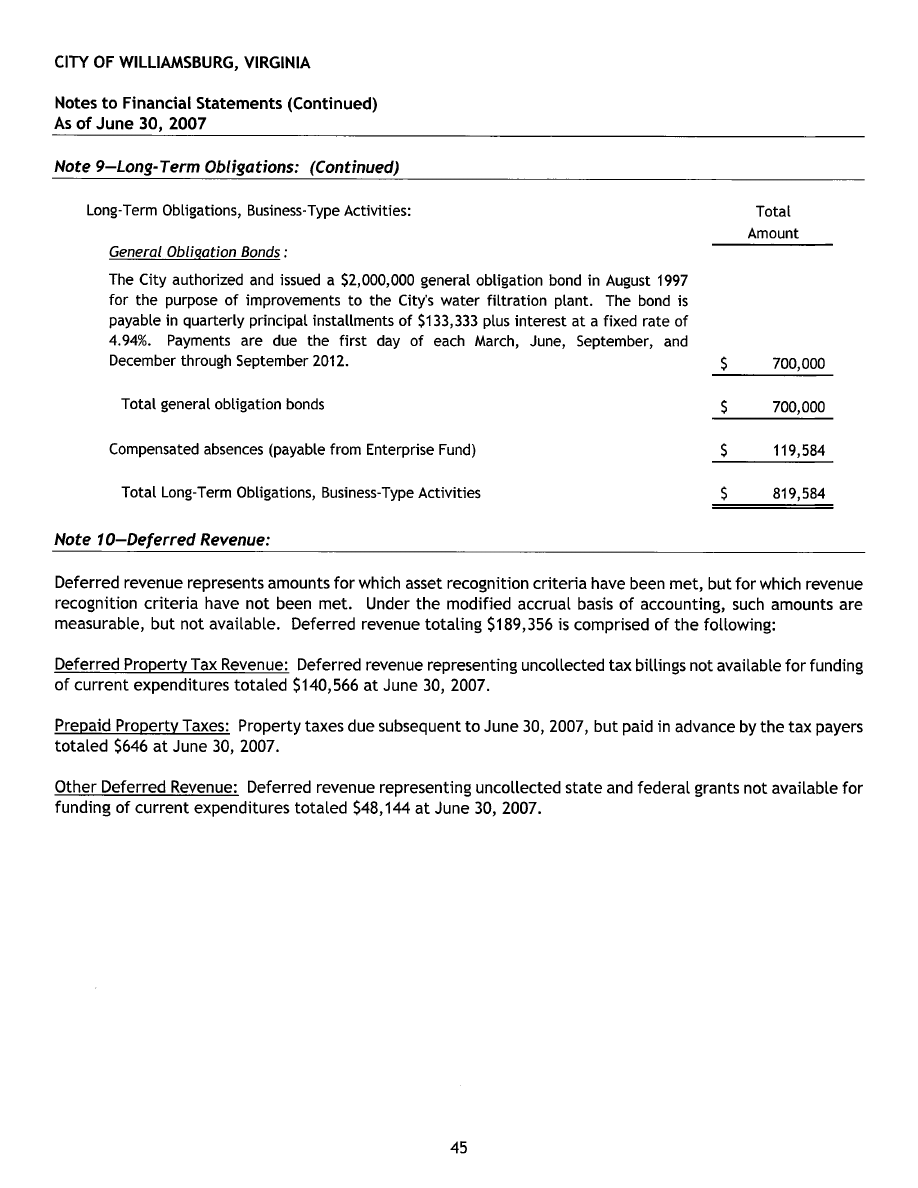 CITY OF WILLIAMSBURG, VIRGINIA
Notes to Financial Statements (Continued)
As of June 30, 2007
Note 9—Long-Term Obligations: (Continued)
Long-Term Obligations, Business-Type Activities: Total
Amount
General Obligation Bonds :
The City authorized and issued a $2,000,000 general obligation bond in August 1997
for the purpose of improvements to the City's water filtration plant. The bond is
payable in quarterly principal installments of $133,333 plus interest at a fixed rate of
4.94%. Payments are due the first day of each March, June, September, and
December through September 2012. $ 700,000
Total general obligation bonds $ 700,000
Compensated absences (payable from Enterprise Fund) $ 119,584
Total Long-Term Obligations, Business-Type Activities $ 819,584
Note 10—Deferred Revenue:
Deferred revenue represents amounts for which asset recognition criteria have been met, but for which revenue
recognition criteria have not been met. Under the modified accrual basis of accounting, such amounts are
measurable, but not available. Deferred revenue totaling $189,356 is comprised of the following:
Deferred Property Tax Revenue: Deferred revenue representing uncollected tax billings not available for funding
of current expenditures totaled $140,566 at June 30, 2007.
Prepaid Property Taxes: Property taxes due subsequent to June 30, 2007, but paid in advance by the tax payers
totaled $646 at June 30, 2007.
Other Deferred Revenue: Deferred revenue representing uncollected state and federal grants not available for
funding of current expenditures totaled $48,144 at June 30, 2007.
45